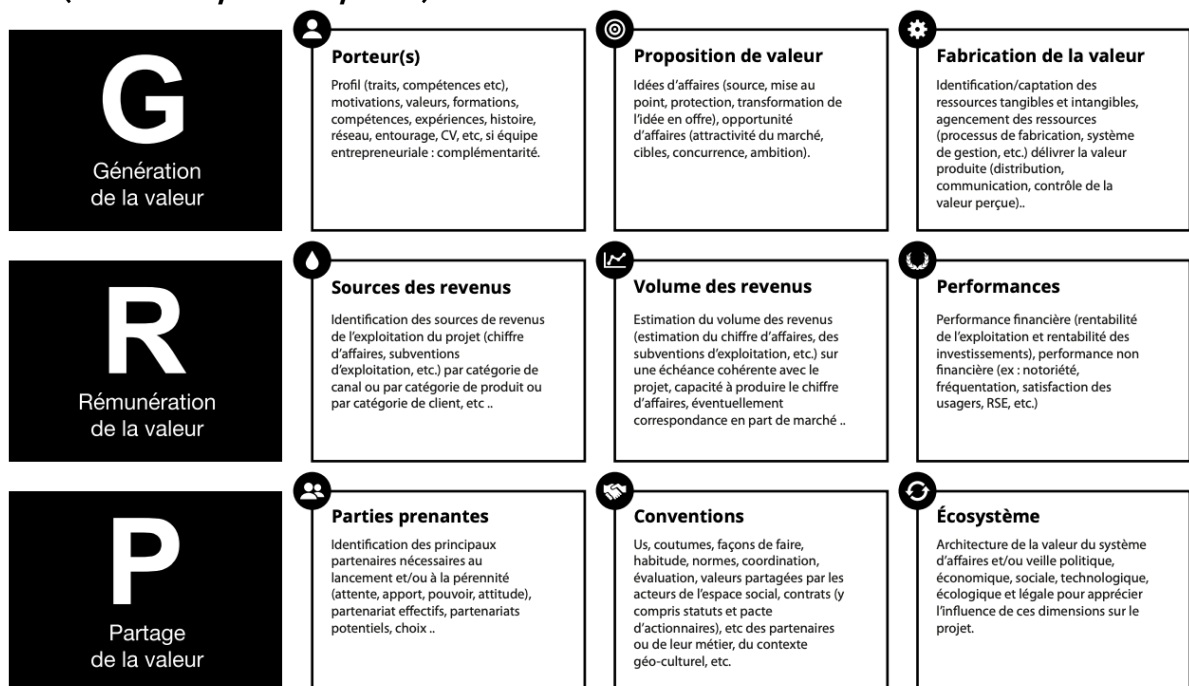 G
Génération
de la valeur
Porteur(s)
Profil (traits, compétences etc),
motivations, valeurs, formations,
compétences, expériences, histoire,
réseau, entourage, CV, etc, si équipe
entrepreneuriale : complémentarité.
Proposition de valeur
Idées d'affaires (source, mise au
point, protection, transformation de
l'idée en offre), opportunité
d'affaires (attractivité du marché,
cibles, concurrence, ambition).
Fabrication de la valeur
Identification/captation des
ressources tangibles et intangibles,
agencement des ressources
(processus de fabrication, système
de gestion, etc.) délivrer la valeur
produite (distribution,
communication, contrôle de la
valeur perçue)..
R
Rémunération
de la valeur
Sources des revenus
Identification des sources de revenus
de l'exploitation du projet (chiffre
d'affaires, subventions
d'exploitation, etc.) par catégorie de
canal ou par catégorie de produit ou
par catégorie de client, etc ..
Volume des revenus
Estimation du volume des revenus
(estimation du chiffre d'affaires, des
subventions d'exploitation, etc.) sur
une échéance cohérente avec le
projet, capacité à produire le chiffre
d'affaires, éventuellement
correspondance en part de marché ..
Performances
Performance financière (rentabilité
de l'exploitation et rentabilité des
investissements), performance non
financière (ex : notoriété,
fréquentation, satisfaction des
usagers, RSE, etc.)
P
Partage
de la valeur
Parties prenantes
Identification des principaux
partenaires nécessaires au
lancement et/ou à la pérennité
(attente, apport, pouvoir, attitude),
partenariat effectifs, partenariats
potentiels, choix ..
Conventions
Us, coutumes, façons de faire,
habitude, normes, coordination,
évaluation, valeurs partagées par les
acteurs de l'espace social, contrats (y
compris statuts et pacte
d'actionnaires), etc des partenaires
ou de leur métier, du contexte
géo-culturel, etc.
Écosystème
Architecture de la valeur du système
d'affaires et/ou veille politique,
économique, sociale, technologique,
écologique et légale pour apprécier
l'influence de ces dimensions sur le
projet.